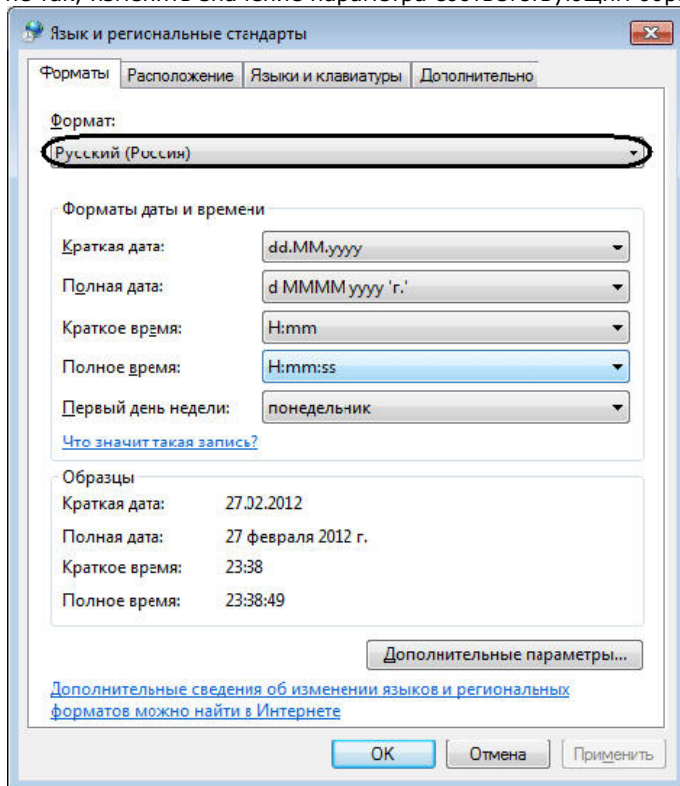 Язык и региональные стандарты
Форматы Расположение Языки и клавиатуры Дополнительно
Формат:
Русский (Россия)
Форматы даты и времени
Краткая дата: dd.MM.yyyy
Полная дата: d MMMM yyyy 'г.'
Краткое время: H:mm
Полное время: H:mm:ss
Первый день недели: понедельник
Что значит такая запись?
Образцы
Краткая дата: 27.02.2012
Полная дата: 27 февраля 2012 г.
Краткое время: 23:38
Полное время: 23:38:49
Дополнительные параметры...
Дополнительные сведения об изменении языков и региональных
форматов можно найти в Интернете
OK Отмена Применить